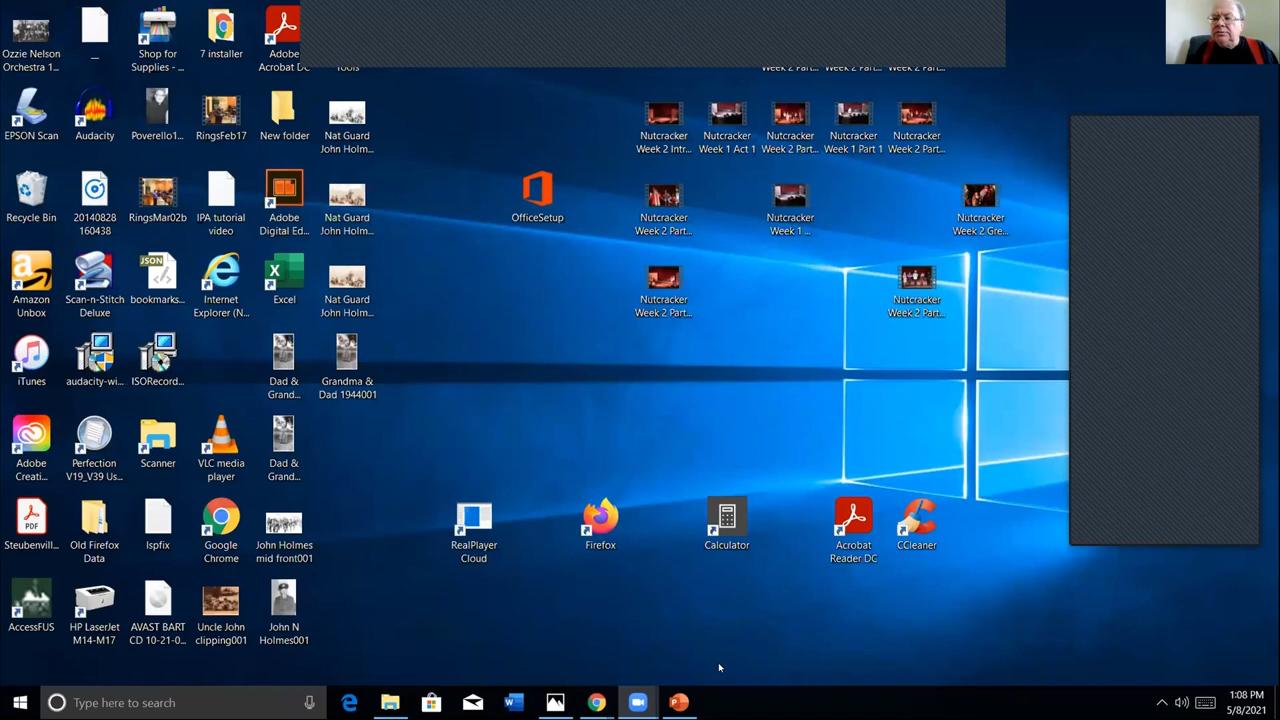 Ozzie Nelson
Orchestra 1...
_
Shop for
Supplies - ...
7 installer
Adobe
Acrobat DC
Tools
Week 2 Part...
Week 2 Part...
Week 2 Part...
EPSON Scan
Audacity
Poverello1...
RingsFeb17
New folder
Nat Guard
John Holm...
Nutcracker
Week 2 Intr...
Nutcracker
Week 1 Act 1
Nutcracker
Week 2 Part...
Nutcracker
Week 1 Part 1
Nutcracker
Week 2 Part...
Recycle Bin
20140828
160438
RingsMar02b
IPA tutorial
video
Adobe
Digital Ed...
Nat Guard
John Holm...
OfficeSetup
Nutcracker
Week 2 Part...
Nutcracker
Week 1 ...
Nutcracker
Week 2 Gre...
Amazon
Unbox
Scan-n-Stitch
Deluxe
JSON
bookmarks...
Internet
Explorer (N...
Excel
Nat Guard
John Holm...
Nutcracker
Week 2 Part...
Nutcracker
Week 2 Part...
iTunes
audacity-wi...
ISORecord...
Dad &
Grand...
Grandma &
Dad 1944001
Adobe
Creati...
Perfection
V19_V39 Us...
Scanner
VLC media
player
Dad &
Grand...
PDF
Steubenvill...
Old Firefox
Data
lspfix
Google
Chrome
John Holmes
mid front001
RealPlayer
Cloud
Firefox
Calculator
Acrobat
Reader DC
CCleaner
AccessFUS
HP LaserJet
M14-M17
AVAST BART
CD 10-21-0...
Uncle John
clipping001
John N
Holmes001
Type here to search
1:08 PM
5/8/2021